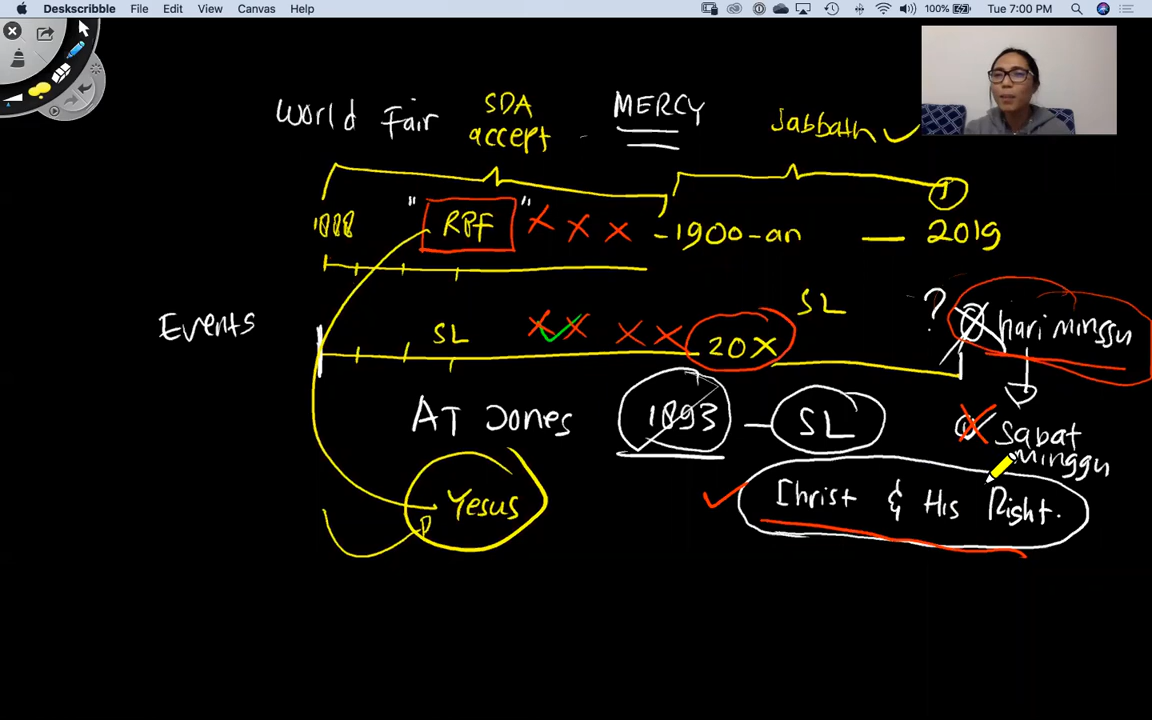 Deskscribble File Edit View Canvas Window Help 100% Tue 7:00 PM
World Fair SDA accept - MERCY Sabbath ✓
1888 "RPF" X X X -1900-an — 2019 ①
Events SL X X X X 20X SL ? hari minggu
AT Jones 1893 — SL Sabat minggu
Yesus Christ & His Right.